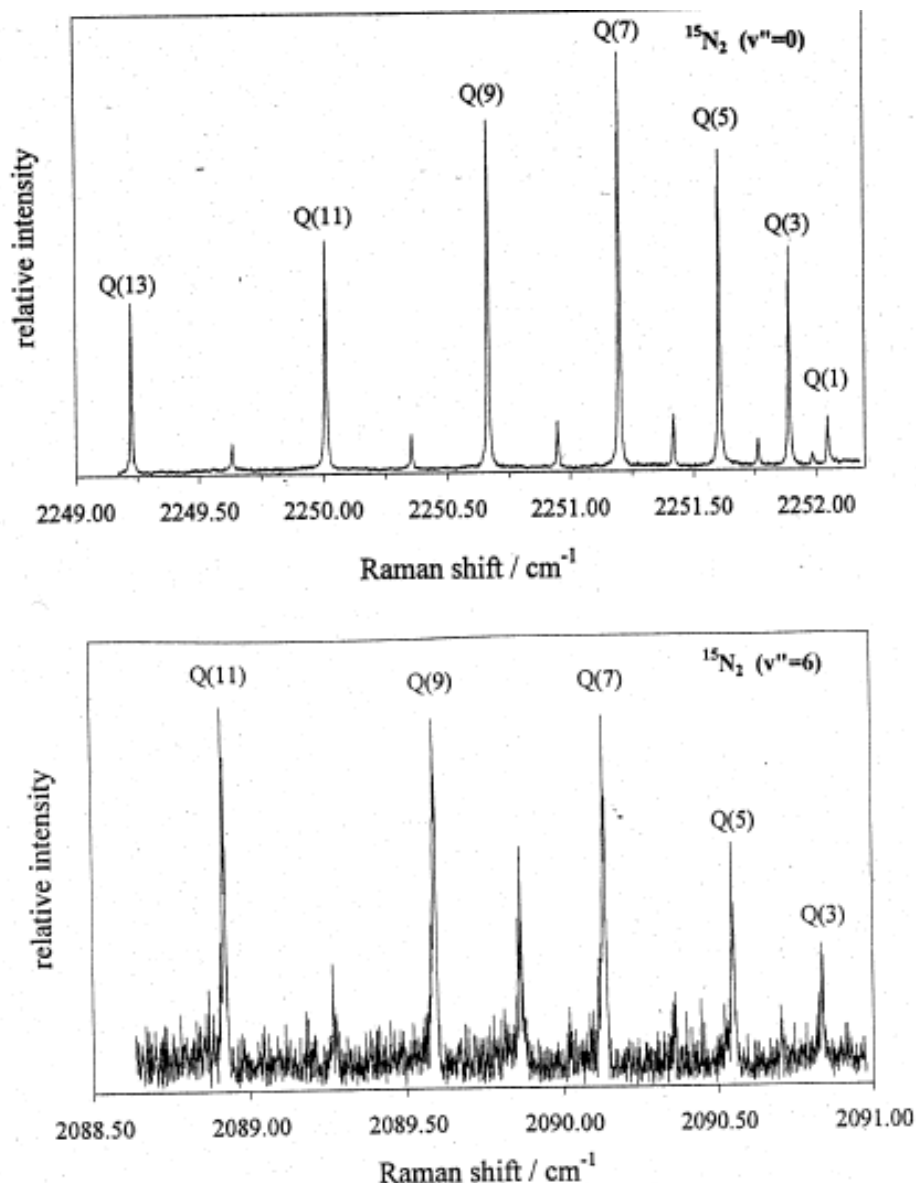 Q(7)
¹⁵N₂ (v"=0)
Q(9)
Q(5)
Q(11)
Q(3)
Q(13)
Q(1)
relative intensity
2249.00 2249.50 2250.00 2250.50 2251.00 2251.50 2252.00
Raman shift / cm⁻¹
¹⁵N₂ (v"=6)
Q(11) Q(9) Q(7)
Q(5)
Q(3)
relative intensity
2088.50 2089.00 2089.50 2090.00 2090.50 2091.00
Raman shift / cm⁻¹